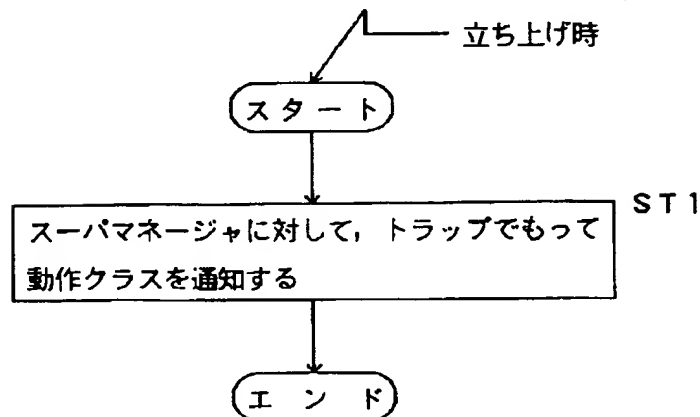 立ち上げ時
スタート
ST1
スーパマネージャに対して，トラップでもって
動作クラスを通知する
エンド